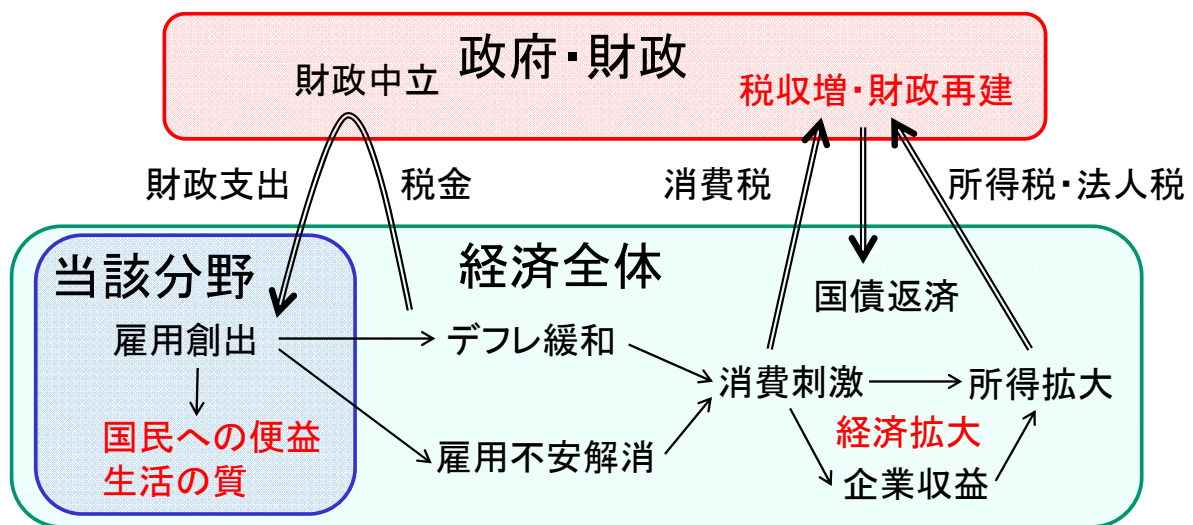 政府・財政
財政中立
税収増・財政再建
財政支出
税金
消費税
所得税・法人税
当該分野
経済全体
国債返済
雇用創出
デフレ緩和
消費刺激
所得拡大
国民への便益
生活の質
雇用不安解消
経済拡大
企業収益